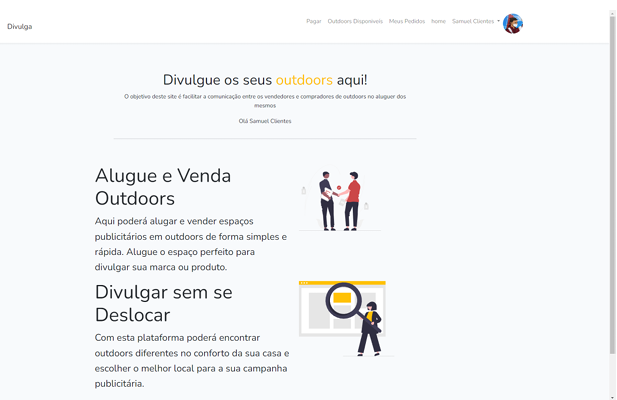 Divulga
Pagar Outdoors Disponiveis Meus Pedidos home Samuel Clientes
Divulgue os seus outdoors aqui!
O objetivo deste site é facilitar a comunicação entre os vendedores e compradores de outdoors no aluguer dos
mesmos
Olá Samuel Clientes
Alugue e Venda
Outdoors
Aqui poderá alugar e vender espaços
publicitários em outdoors de forma simples e
rápida. Alugue o espaço perfeito para
divulgar sua marca ou produto.
Divulgar sem se
Deslocar
Com esta plataforma poderá encontrar
outdoors diferentes no conforto da sua casa e
escolher o melhor local para a sua campanha
publicitária.